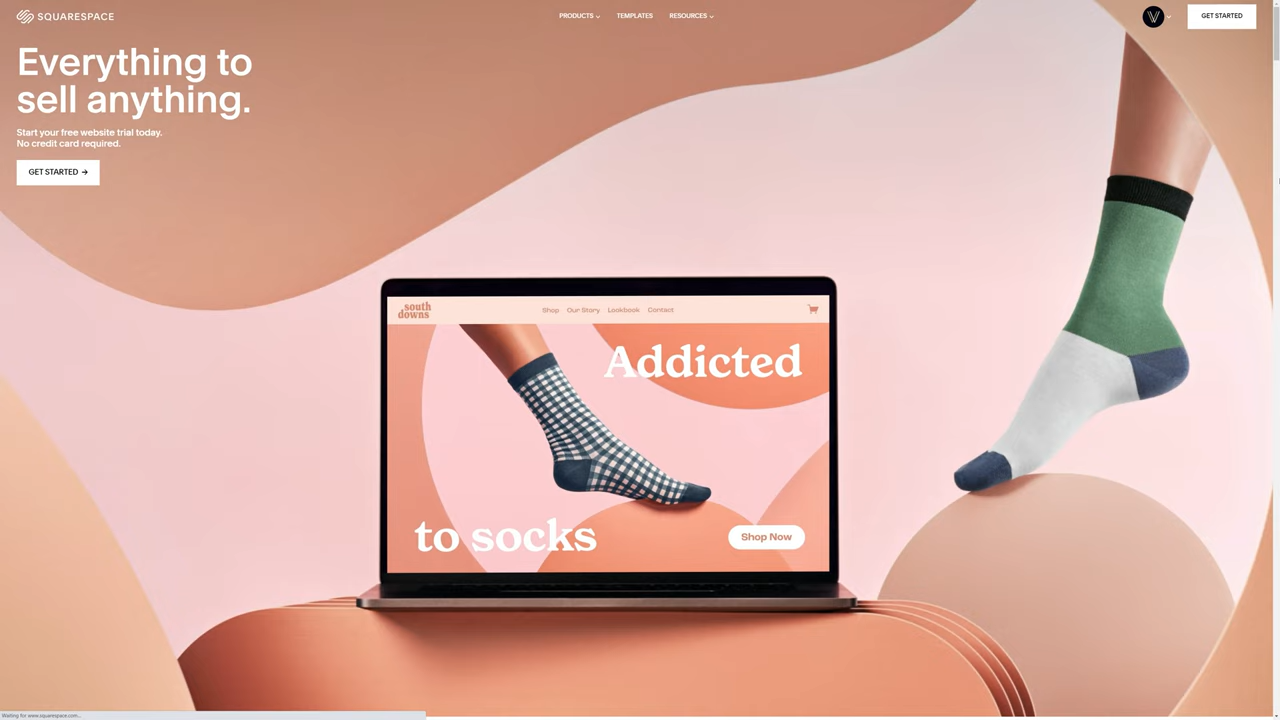 SQUARESPACE
PRODUCTS
TEMPLATES
RESOURCES
GET STARTED
Everything to
sell anything.
Start your free website trial today.
No credit card required.
GET STARTED →
south
downs
Shop
Our Story
Lookbook
Contact
Addicted
to socks
Shop Now
Waiting for www.squarespace.com...